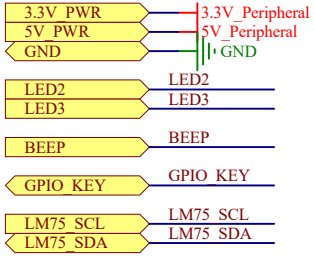 3.3V_PWR 3.3V_Peripheral
5V_PWR 5V_Peripheral
GND GND
LED2 LED2
LED3 LED3
BEEP BEEP
GPIO_KEY GPIO_KEY
LM75_SCL LM75_SCL
LM75_SDA LM75_SDA